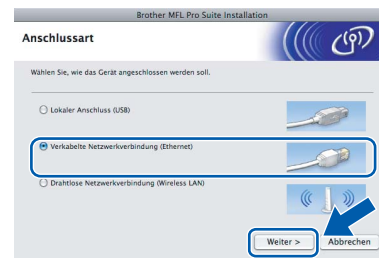 Brother MFL Pro Suite Installation
Anschlussart
Wählen Sie, wie das Gerät angeschlossen werden soll.
Lokaler Anschluss (USB)
Verkabelte Netzwerkverbindung (Ethernet)
Drahtlose Netzwerkverbindung (Wireless LAN)
Weiter > Abbrechen